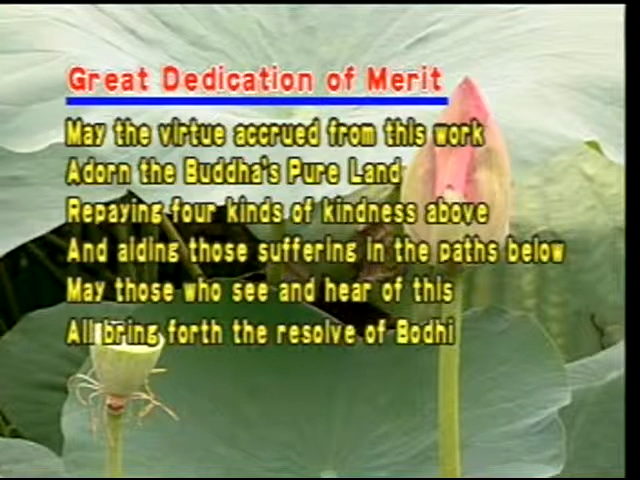 Great Dedication of Merit
May the virtue accrued from this work
Adorn the Buddha's Pure Land
Repaying four kinds of kindness above
And aiding those suffering in the paths below
May those who see and hear of this
All bring forth the resolve of Bodhi